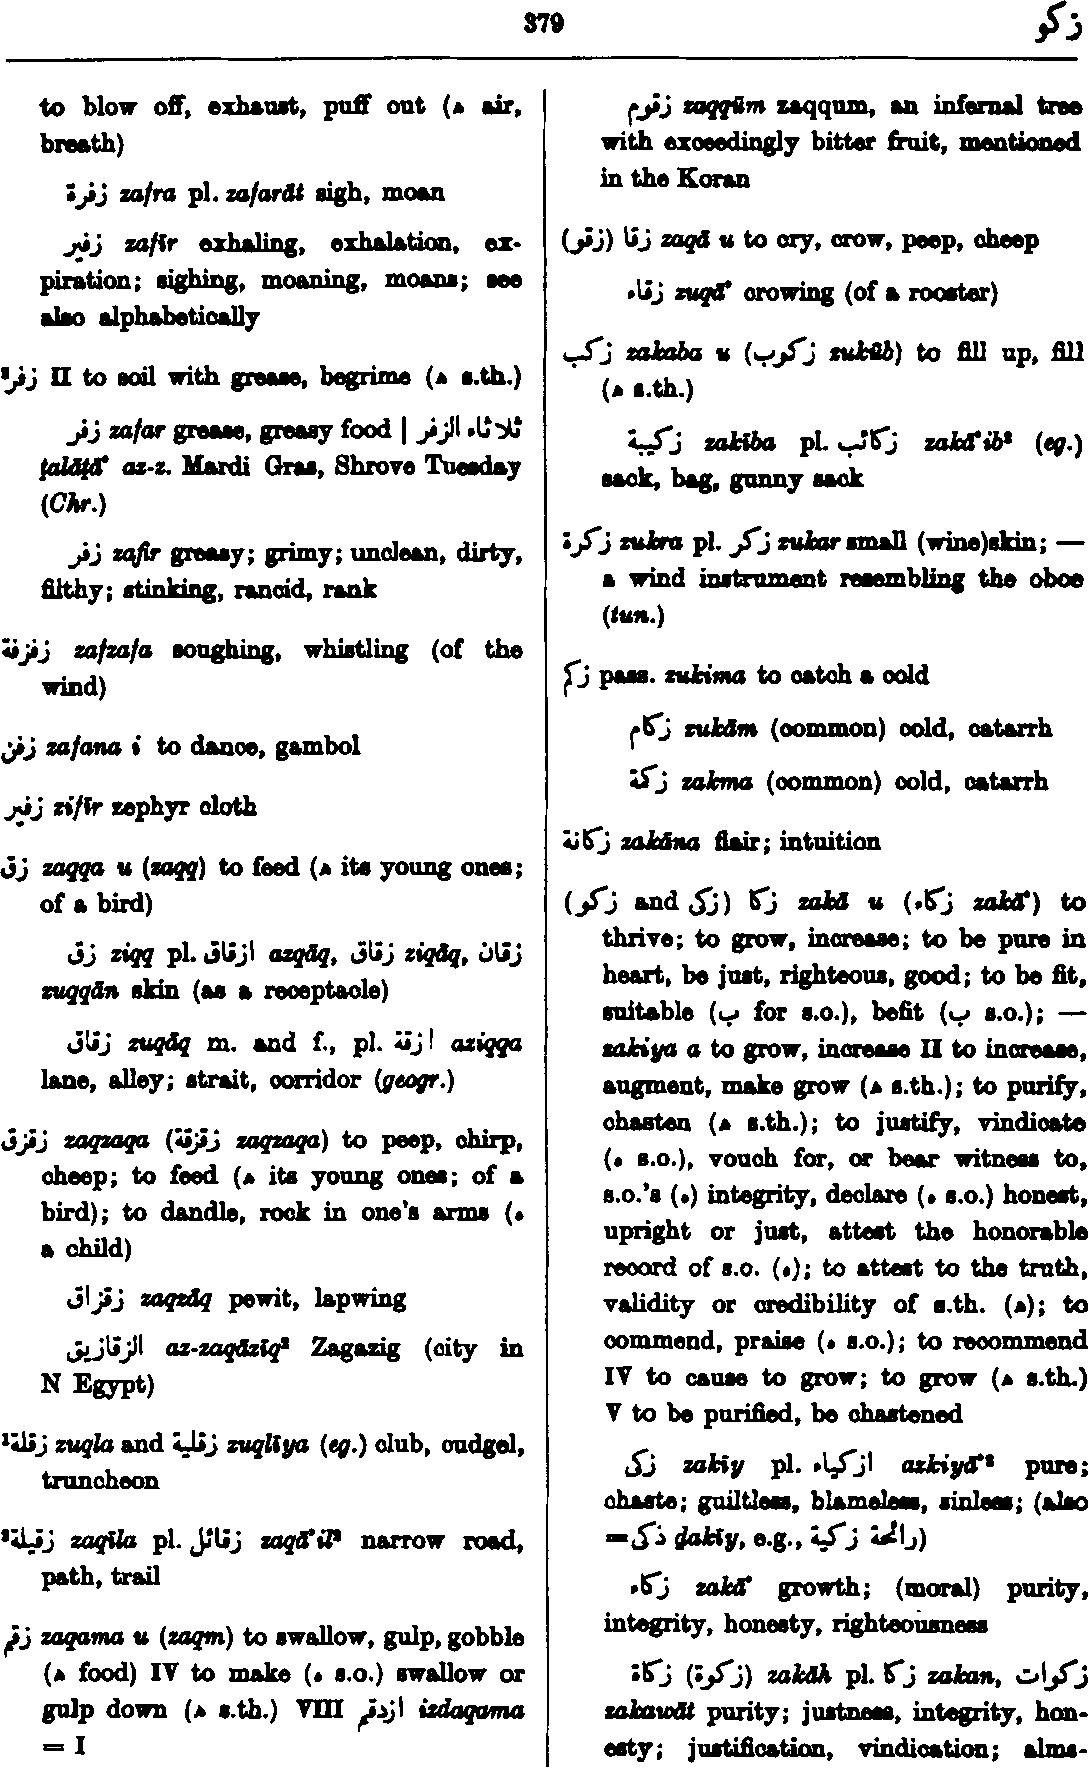 379
زكو
to blow off, exhaust, puff out (ﻫ air,
breath)
زفرة zafra pl. zafarāt sigh, moan
زفير zafīr exhaling, exhalation, ex-
piration; sighing, moaning, moans; see
also alphabetically
²زفر II to soil with grease, begrime (ﻫ s.th.)
زفر zafar grease, greasy food | ثلاثاء الزفر
ṯalāṯāʼ az-z. Mardi Gras, Shrove Tuesday
(Chr.)
زفر zafir greasy; grimy; unclean, dirty,
filthy; stinking, rancid, rank
زفزفة zafzafa soughing, whistling (of the
wind)
زفن zafana i to dance, gambol
زفير zifīr zephyr cloth
زق zaqqa u (zaqq) to feed (ﻫ its young ones;
of a bird)
زق ziqq pl. ازقاق azqāq, زقاق ziqāq, زقان
zuqqān skin (as a receptacle)
زقاق zuqāq m. and f., pl. ازقة aziqqa
lane, alley; strait, corridor (geogr.)
زقزق zaqzaqa (زقزقة zaqzaqa) to peep, chirp,
cheep; to feed (ﻫ its young ones; of a
bird); to dandle, rock in one's arms (ه
a child)
زقزاق zaqzāq pewit, lapwing
الزقازيق az-zaqāzīq² Zagazig (city in
N Egypt)
¹زقلة zuqla and زقلية zuqlīya (eg.) club, cudgel,
truncheon
²زقيلة zaqīla pl. زقائل zaqāʼil² narrow road,
path, trail
زقم zaqama u (zaqm) to swallow, gulp, gobble
(ﻫ food) IV to make (ه s.o.) swallow or
gulp down (ﻫ s.th.) VIII ازدقم izdaqama
= I
زقوم zaqqūm zaqqum, an infernal tree
with exceedingly bitter fruit, mentioned
in the Koran
(زقو) زقا zaqā u to cry, crow, peep, cheep
زقاء zuqāʼ crowing (of a rooster)
زكب zakaba u (زكوب zukūb) to fill up, fill
(ﻫ s.th.)
زكيبة zakība pl. زكائب zakāʼib² (eg.)
sack, bag, gunny sack
زكرة zukra pl. زكر zukar small (wine)skin; —
a wind instrument resembling the oboe
(tun.)
زكم pass. zukima to catch a cold
زكام zukām (common) cold, catarrh
زكمة zakma (common) cold, catarrh
زكانة zakāna flair; intuition
(زكو and زكى) زكا zakā u (زكاء zakāʼ) to
thrive; to grow, increase; to be pure in
heart, be just, righteous, good; to be fit,
suitable (ب for s.o.), befit (ب s.o.); —
zakiya a to grow, increase II to increase,
augment, make grow (ﻫ s.th.); to purify,
chasten (ﻫ s.th.); to justify, vindicate
(ه s.o.), vouch for, or bear witness to,
s.o.'s (ه) integrity, declare (ه s.o.) honest,
upright or just, attest the honorable
record of s.o. (ه); to attest to the truth,
validity or credibility of s.th. (ﻫ); to
commend, praise (ه s.o.); to recommend
IV to cause to grow; to grow (ﻫ s.th.)
V to be purified, be chastened
زكى zakiy pl. ازكياء azkiyāʼ² pure;
chaste; guiltless, blameless, sinless; (also
= ذكى ḏakiy, e.g., رائحة زكية)
زكاء zakāʼ growth; (moral) purity,
integrity, honesty, righteousness
زكاة (زكوة) zakāh pl. زكا zakan, زكوات
zakawāt purity; justness, integrity, hon-
esty; justification, vindication; alms-